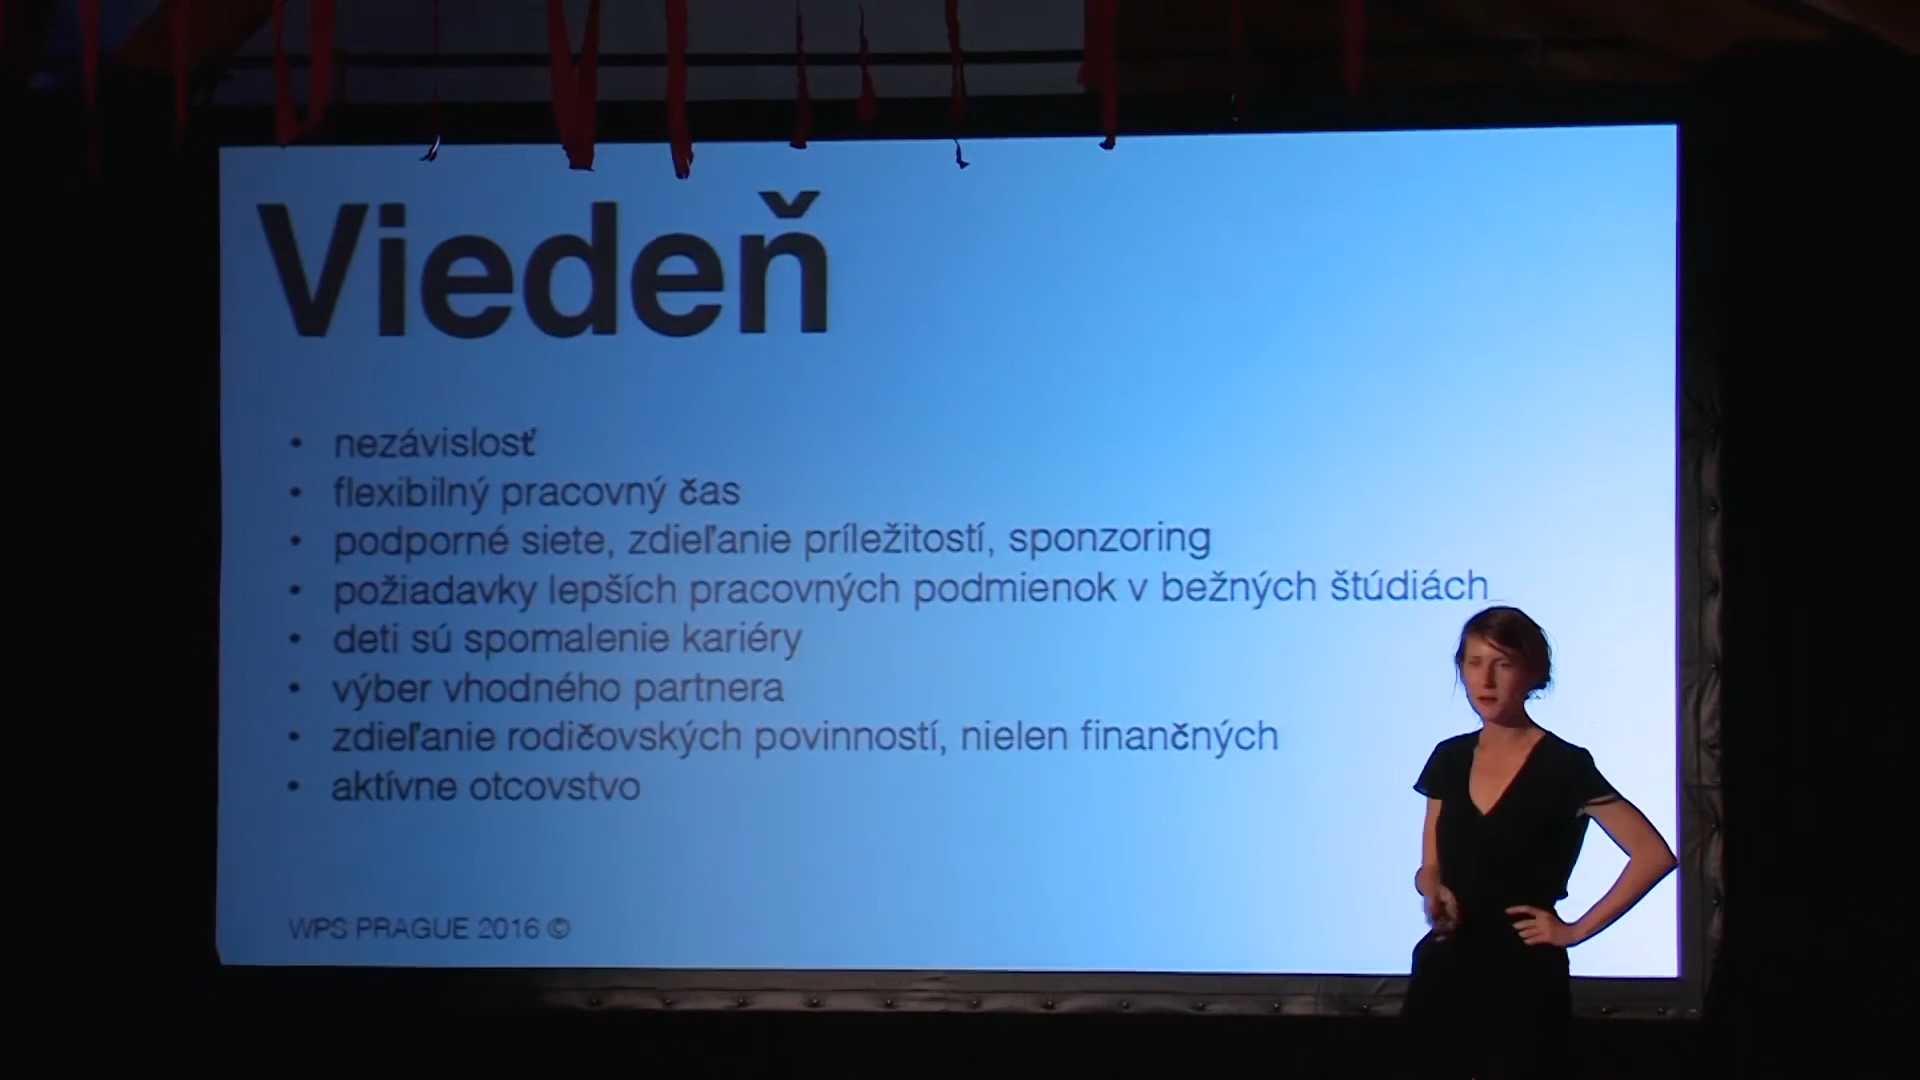 Viedeň
• nezávislosť
• flexibilný pracovný čas
• podporné siete, zdieľanie príležitostí, sponzoring
• požiadavky lepších pracovných podmienok v bežných štúdiách
• deti sú spomalenie kariéry
• výber vhodného partnera
• zdieľanie rodičovských povinností, nielen finančných
• aktívne otcovstvo
WPS PRAGUE 2016 ©